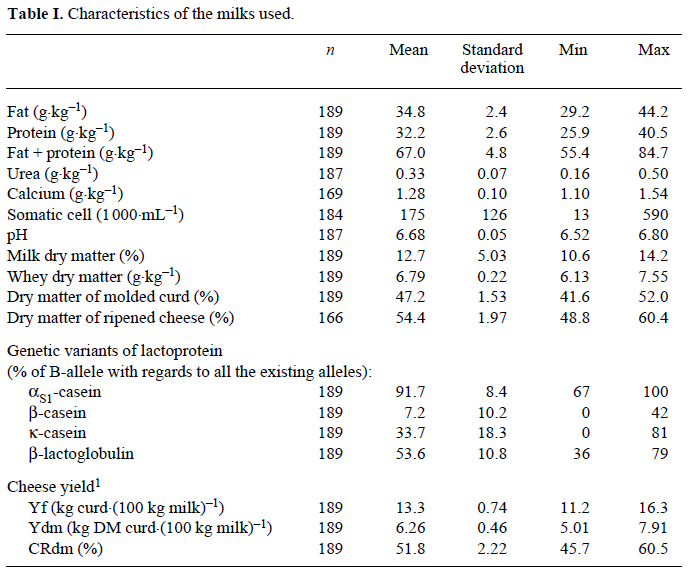 Table I. Characteristics of the milks used.
n Mean Standard deviation Min Max
Fat (g·kg⁻¹) 189 34.8 2.4 29.2 44.2
Protein (g·kg⁻¹) 189 32.2 2.6 25.9 40.5
Fat + protein (g·kg⁻¹) 189 67.0 4.8 55.4 84.7
Urea (g·kg⁻¹) 187 0.33 0.07 0.16 0.50
Calcium (g·kg⁻¹) 169 1.28 0.10 1.10 1.54
Somatic cell (1 000·mL⁻¹) 184 175 126 13 590
pH 187 6.68 0.05 6.52 6.80
Milk dry matter (%) 189 12.7 5.03 10.6 14.2
Whey dry matter (g·kg⁻¹) 189 6.79 0.22 6.13 7.55
Dry matter of molded curd (%) 189 47.2 1.53 41.6 52.0
Dry matter of ripened cheese (%) 166 54.4 1.97 48.8 60.4
Genetic variants of lactoprotein
(% of B-allele with regards to all the existing alleles):
αS1-casein 189 91.7 8.4 67 100
β-casein 189 7.2 10.2 0 42
κ-casein 189 33.7 18.3 0 81
β-lactoglobulin 189 53.6 10.8 36 79
Cheese yield¹
Yf (kg curd·(100 kg milk)⁻¹) 189 13.3 0.74 11.2 16.3
Ydm (kg DM curd·(100 kg milk)⁻¹) 189 6.26 0.46 5.01 7.91
CRdm (%) 189 51.8 2.22 45.7 60.5